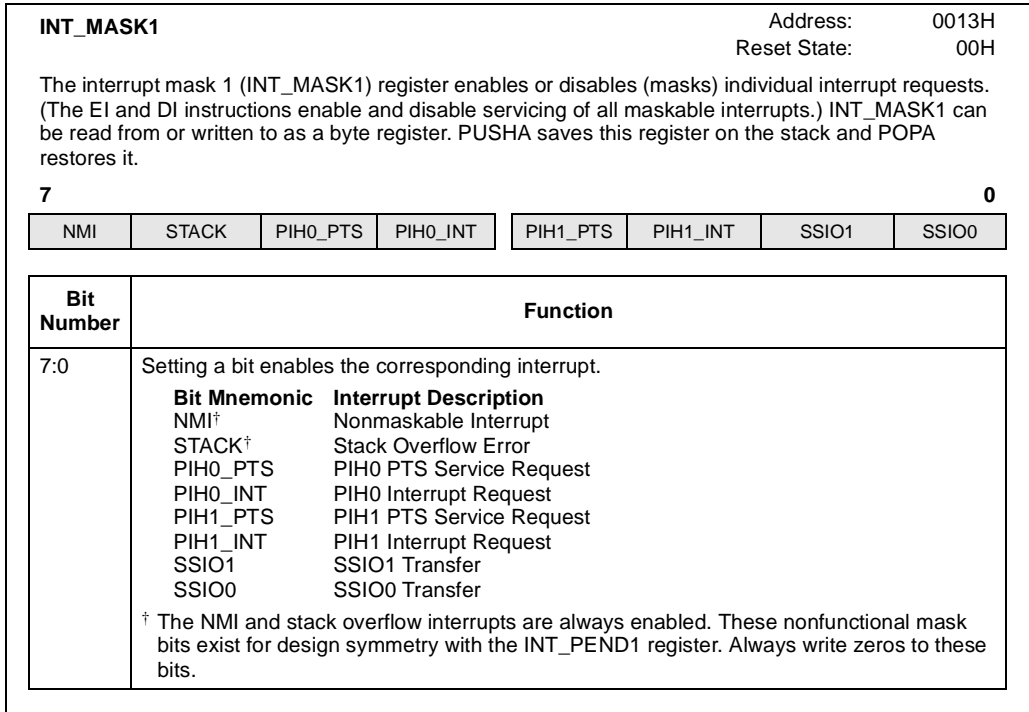 INT_MASK1 Address: 0013H
Reset State: 00H
The interrupt mask 1 (INT_MASK1) register enables or disables (masks) individual interrupt requests.
(The EI and DI instructions enable and disable servicing of all maskable interrupts.) INT_MASK1 can
be read from or written to as a byte register. PUSHA saves this register on the stack and POPA
restores it.
7 0
NMI STACK PIH0_PTS PIH0_INT PIH1_PTS PIH1_INT SSIO1 SSIO0
Bit
Number Function
7:0 Setting a bit enables the corresponding interrupt.
Bit Mnemonic Interrupt Description
NMI† Nonmaskable Interrupt
STACK† Stack Overflow Error
PIH0_PTS PIH0 PTS Service Request
PIH0_INT PIH0 Interrupt Request
PIH1_PTS PIH1 PTS Service Request
PIH1_INT PIH1 Interrupt Request
SSIO1 SSIO1 Transfer
SSIO0 SSIO0 Transfer
† The NMI and stack overflow interrupts are always enabled. These nonfunctional mask
bits exist for design symmetry with the INT_PEND1 register. Always write zeros to these
bits.